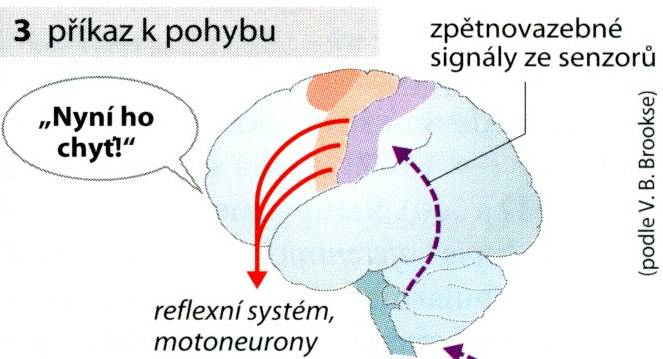 3 příkaz k pohybu
zpětnovazebné
signály ze senzorů
„Nyní ho
chyť!“
(podle V. B. Brookse)
reflexní systém,
motoneurony